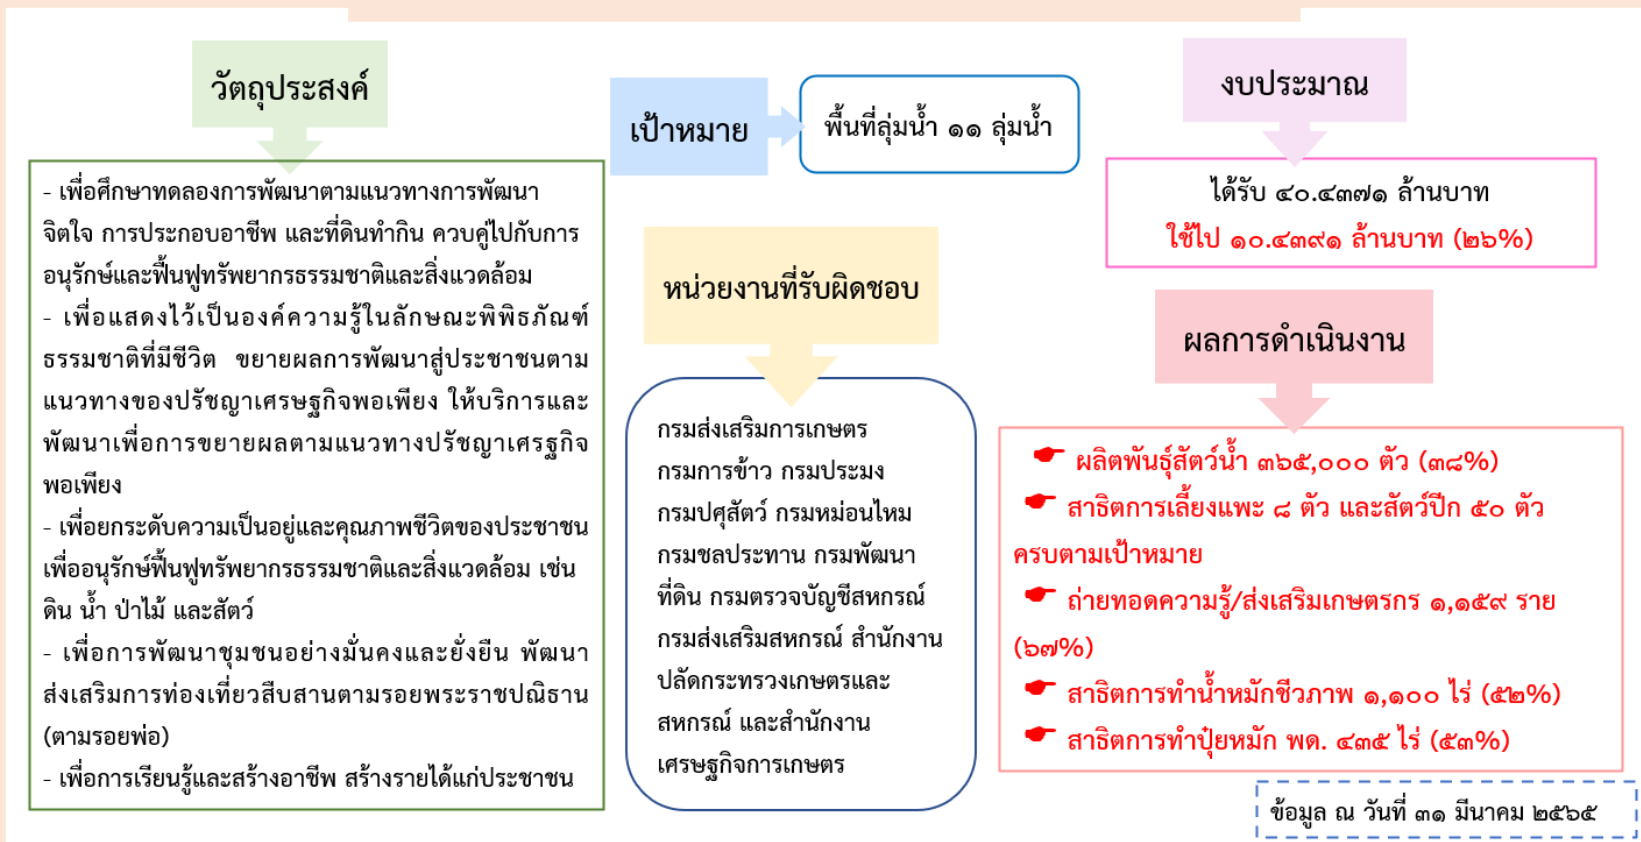 วัตถุประสงค์
- เพื่อศึกษาทดลองการพัฒนาตามแนวทางการพัฒนา
จิตใจ การประกอบอาชีพ และที่ดินทำกิน ควบคู่ไปกับการ
อนุรักษ์และฟื้นฟูทรัพยากรธรรมชาติและสิ่งแวดล้อม
- เพื่อแสดงไว้เป็นองค์ความรู้ในลักษณะพิพิธภัณฑ์
ธรรมชาติที่มีชีวิต ขยายผลการพัฒนาสู่ประชาชนตาม
แนวทางของปรัชญาเศรษฐกิจพอเพียง ให้บริการและ
พัฒนาเพื่อการขยายผลตามแนวทางปรัชญาเศรฐกิจ
พอเพียง
- เพื่อยกระดับความเป็นอยู่และคุณภาพชีวิตของประชาชน
เพื่ออนุรักษ์ฟื้นฟูทรัพยากรธรรมชาติและสิ่งแวดล้อม เช่น
ดิน น้ำ ป่าไม้ และสัตว์
- เพื่อการพัฒนาชุมชนอย่างมั่นคงและยั่งยืน พัฒนา
ส่งเสริมการท่องเที่ยวสืบสานตามรอยพระราชปณิธาน
(ตามรอยพ่อ)
- เพื่อการเรียนรู้และสร้างอาชีพ สร้างรายได้แก่ประชาชน
เป้าหมาย
พื้นที่ลุ่มน้ำ ๑๑ ลุ่มน้ำ
หน่วยงานที่รับผิดชอบ
กรมส่งเสริมการเกษตร
กรมการข้าว กรมประมง
กรมปศุสัตว์ กรมหม่อนไหม
กรมชลประทาน กรมพัฒนา
ที่ดิน กรมตรวจบัญชีสหกรณ์
กรมส่งเสริมสหกรณ์ สำนักงาน
ปลัดกระทรวงเกษตรและ
สหกรณ์ และสำนักงาน
เศรษฐกิจการเกษตร
งบประมาณ
ได้รับ ๔๐.๔๓๗๑ ล้านบาท
ใช้ไป ๑๐.๔๓๙๑ ล้านบาท (๒๖%)
ผลการดำเนินงาน
ผลิตพันธุ์สัตว์น้ำ ๓๖๕,๐๐๐ ตัว (๓๘%)
สาธิตการเลี้ยงแพะ ๘ ตัว และสัตว์ปีก ๕๐ ตัว
ครบตามเป้าหมาย
ถ่ายทอดความรู้/ส่งเสริมเกษตรกร ๑,๑๕๙ ราย
(๖๗%)
สาธิตการทำน้ำหมักชีวภาพ ๑,๑๐๐ ไร่ (๕๒%)
สาธิตการทำปุ๋ยหมัก พด. ๔๓๕ ไร่ (๕๓%)
ข้อมูล ณ วันที่ ๓๑ มีนาคม ๒๕๖๕